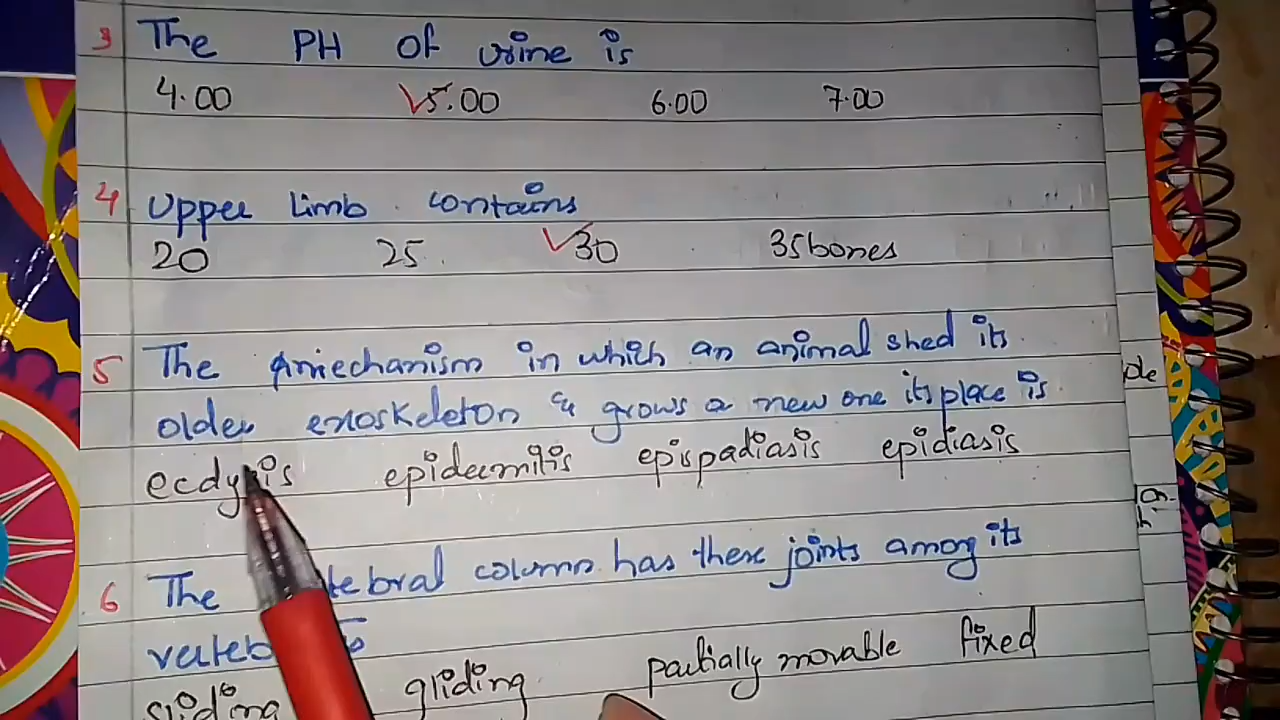 3 The PH of urine is
4.00 5.00 6.00 7.00
4 Upper limb contains
20 25. 30 35bones
5 The mechanism in which an animal shed its
older exoskeleton & grows a new one its place is
epidermitis epispadiasis epidiasis
6 The column has these joints among its
sliding gliding partially movable fixed